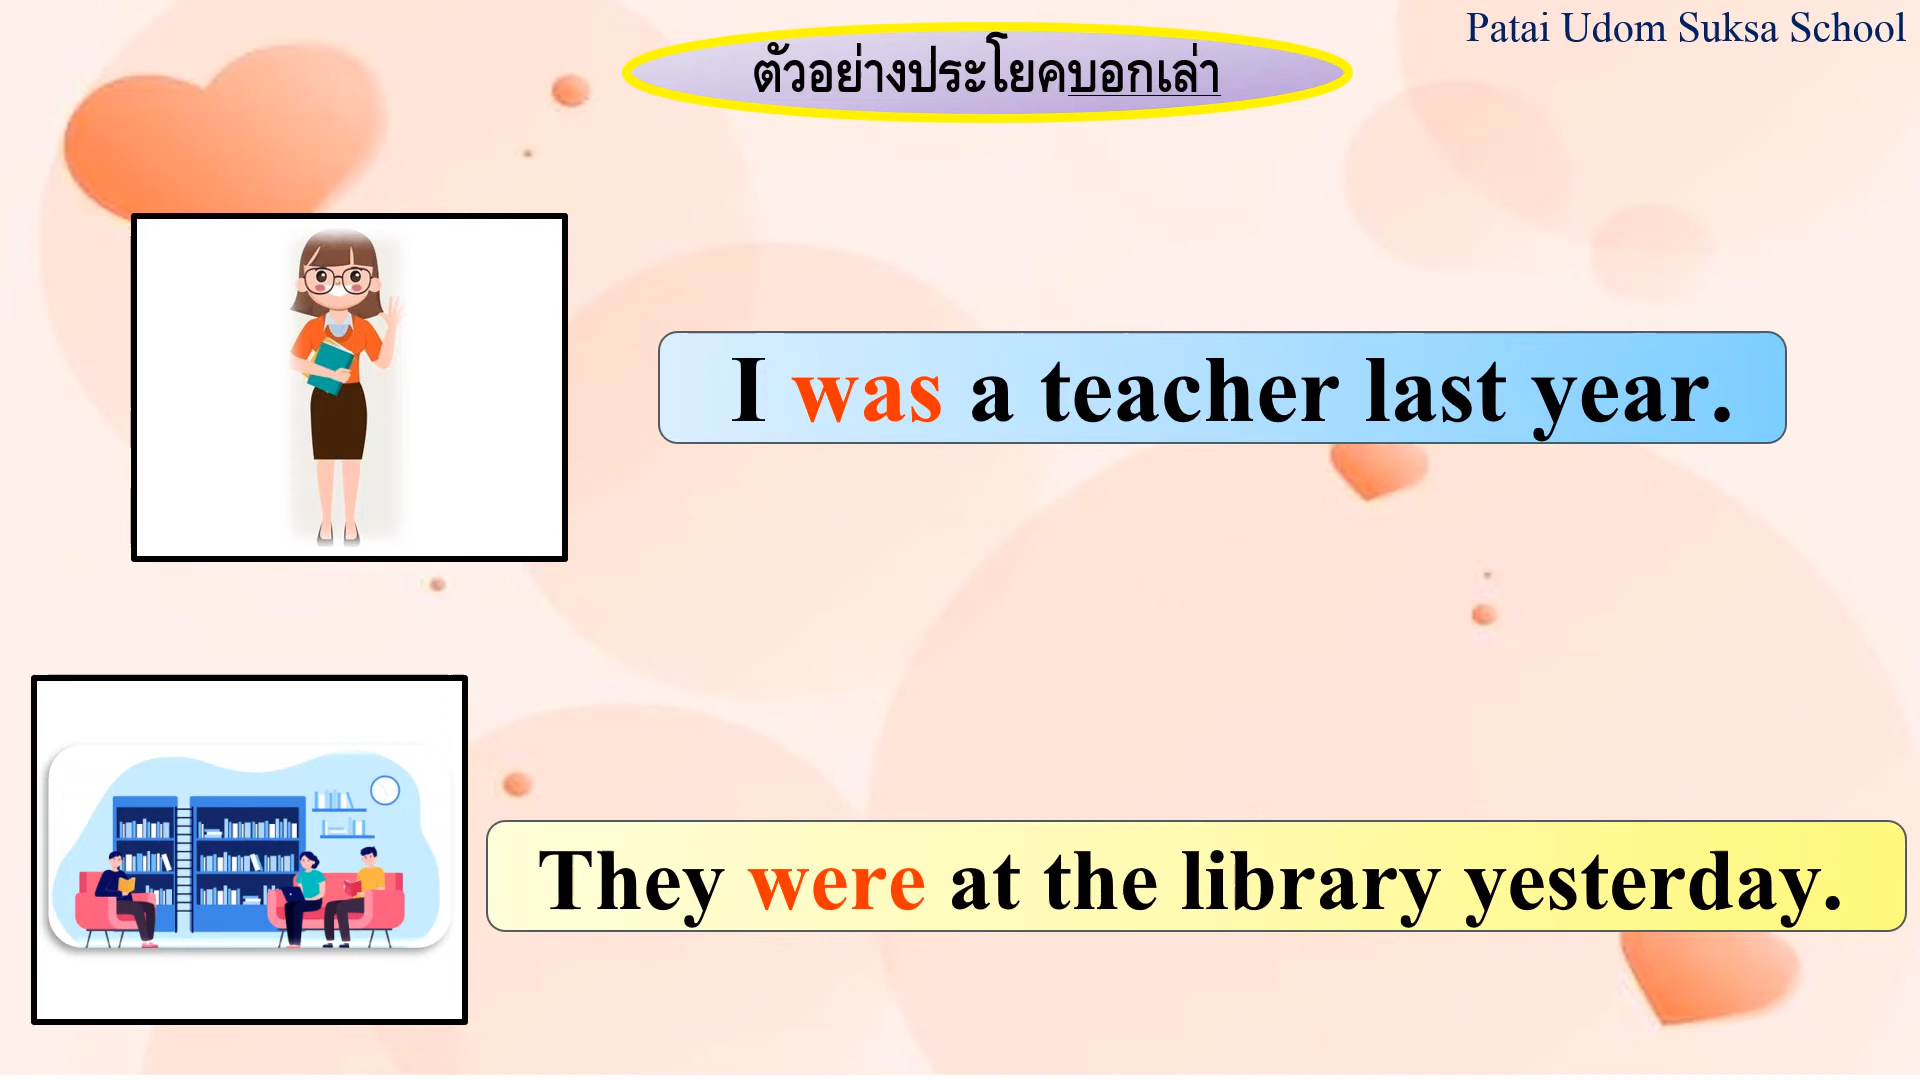 Patai Udom Suksa School
ตัวอย่างประโยคบอกเล่า
I was a teacher last year.
They were at the library yesterday.